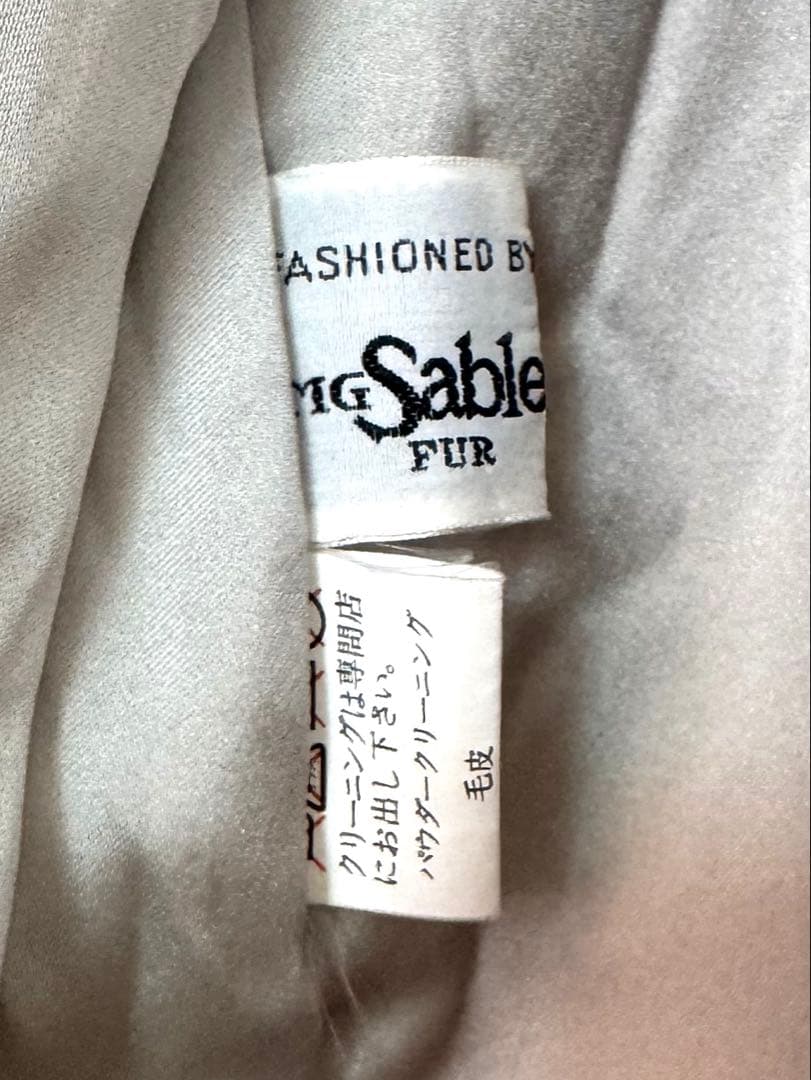 FASHIONED BY
MG Sable
FUR
クリーニングは専門店
にお出し下さい。
パウダークリーニング
毛皮